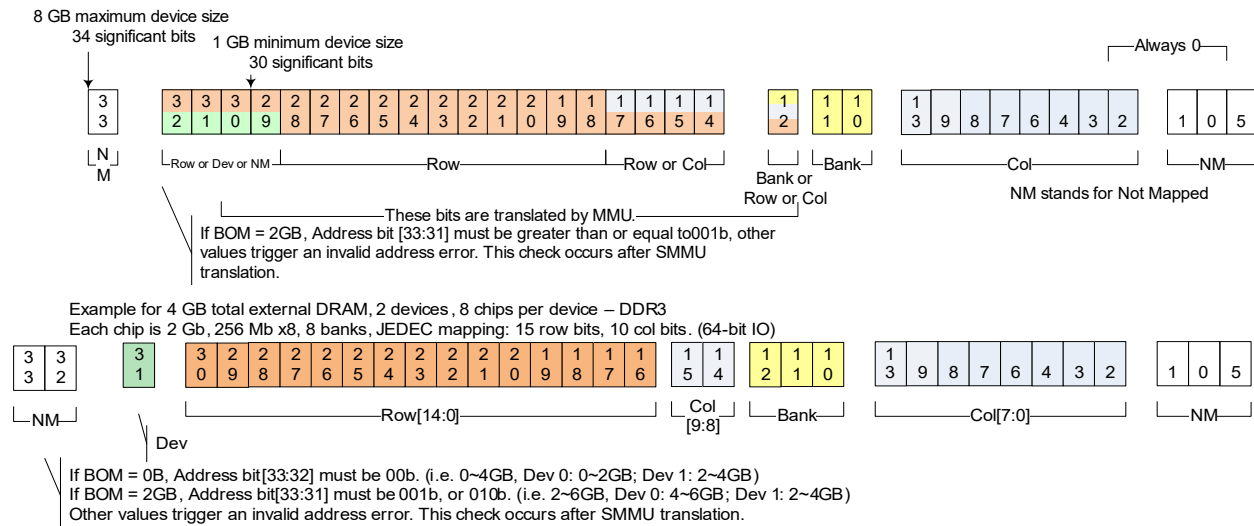 8 GB maximum device size
34 significant bits
1 GB minimum device size
30 significant bits
Always 0
3 3 3 3 2 2 2 2 2 2 2 2 2 2 1 1 1 1 1 1 1 1 1 1
3 2 1 0 9 8 7 6 5 4 3 2 1 0 9 8 7 6 5 4 2 1 0 3 9 8 7 6 4 3 2 1 0 5
N
M
Row or Dev or NM
Row
Row or Col
Bank or
Row or Col
Bank
Col
NM
NM stands for Not Mapped
These bits are translated by MMU.
If BOM = 2GB, Address bit [33:31] must be greater than or equal to001b, other
values trigger an invalid address error. This check occurs after SMMU
translation.
Example for 4 GB total external DRAM, 2 devices, 8 chips per device – DDR3
Each chip is 2 Gb, 256 Mb x8, 8 banks, JEDEC mapping: 15 row bits, 10 col bits. (64-bit IO)
3 3 3 3 2 2 2 2 2 2 2 2 2 2 1 1 1 1 1 1 1 1 1 1
3 2 1 0 9 8 7 6 5 4 3 2 1 0 9 8 7 6 5 4 2 1 0 3 9 8 7 6 4 3 2 1 0 5
NM
Dev
Row[14:0]
Col
[9:8]
Bank
Col[7:0]
NM
If BOM = 0B, Address bit[33:32] must be 00b. (i.e. 0~4GB, Dev 0: 0~2GB; Dev 1: 2~4GB)
If BOM = 2GB, Address bit[33:31] must be 001b, or 010b. (i.e. 2~6GB, Dev 0: 4~6GB; Dev 1: 2~4GB)
Other values trigger an invalid address error. This check occurs after SMMU translation.